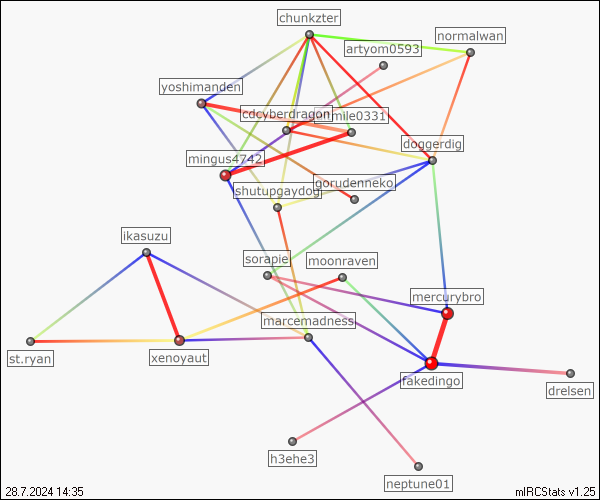 chunkzter
normalwan
artyom0593
yoshimanden
cdcyberdragon
mile0331
doggerdig
mingus4742
gorudenneko
shutupgaydog
ikasuzu
sorapie
moonraven
mercurybro
marcemadness
st.ryan
xenoyaut
fakedingo
drelsen
h3ehe3
neptune01
28.7.2024 14:35
mIRCStats v1.25